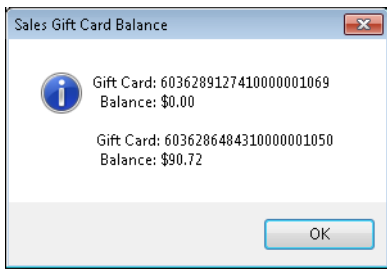 Sales Gift Card Balance
Gift Card: 6036289127410000001069
Balance: $0.00
Gift Card: 6036286484310000001050
Balance: $90.72
OK